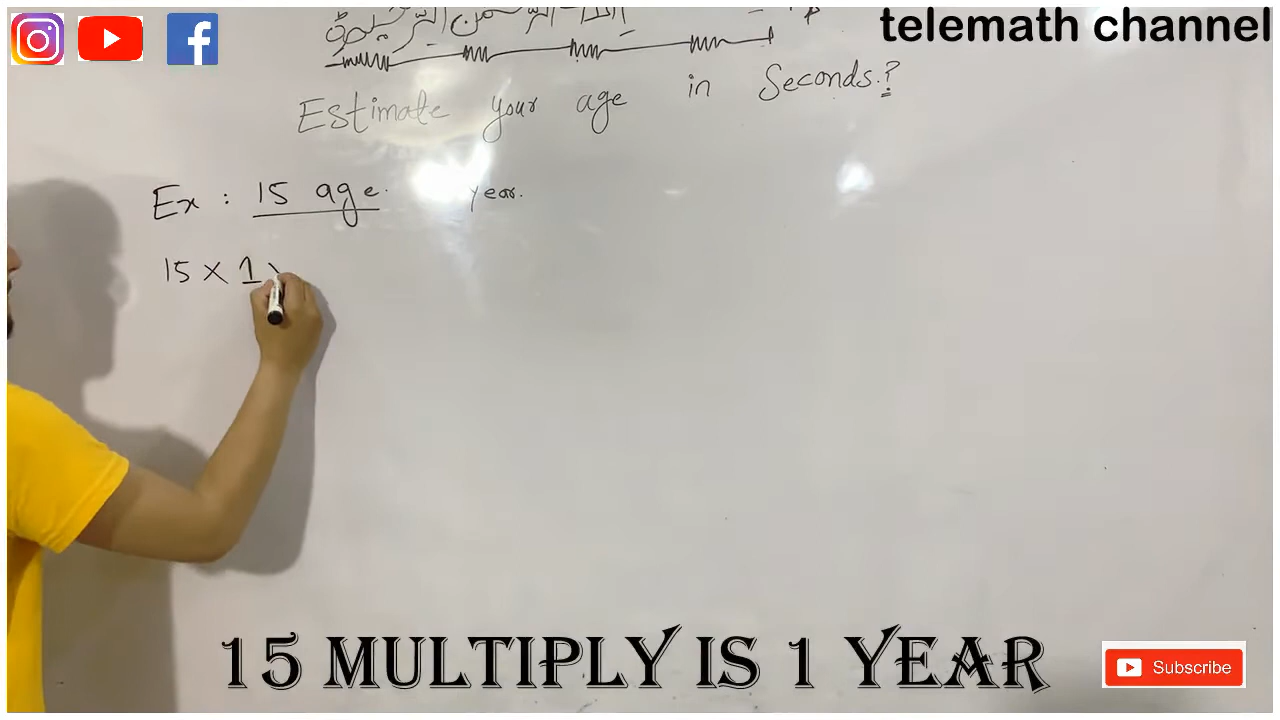 telemath channel
Estimate your age in Seconds.?
Ex : 15 age. year.
15 × 1
15 MULTIPLY IS 1 YEAR
Subscribe